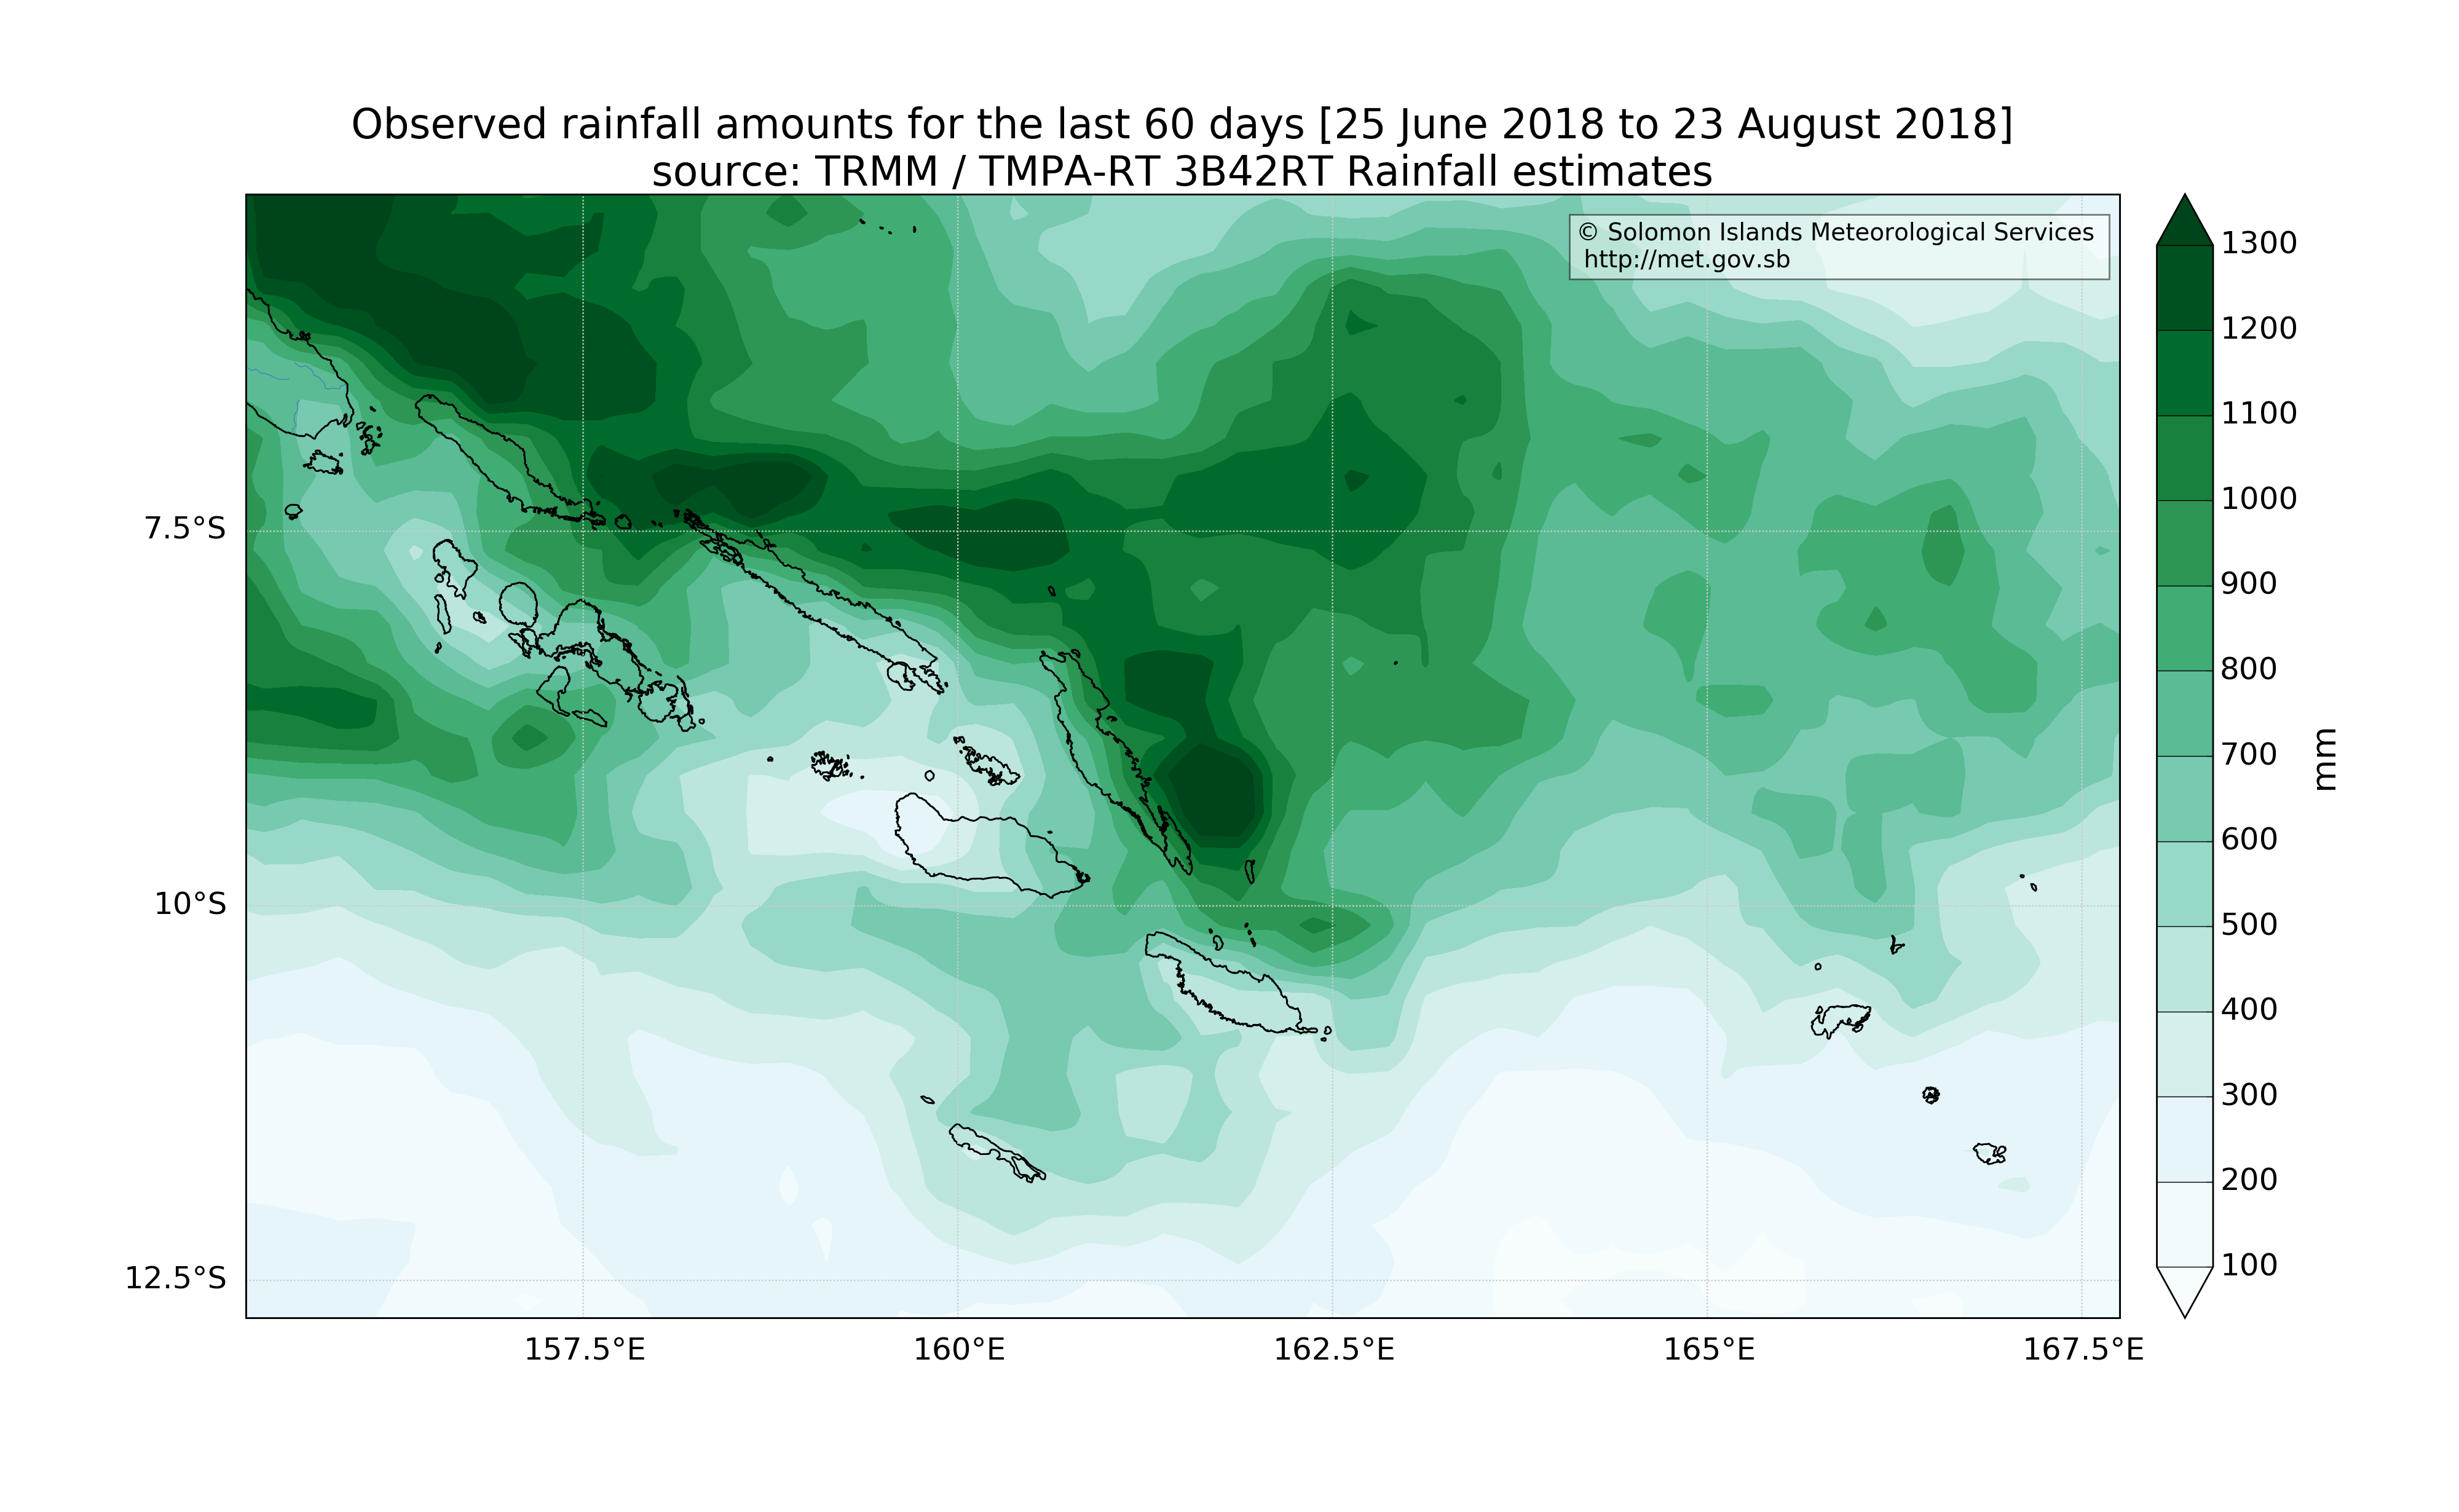 Observed rainfall amounts for the last 60 days [25 June 2018 to 23 August 2018]
source: TRMM / TMPA-RT 3B42RT Rainfall estimates
© Solomon Islands Meteorological Services
http://met.gov.sb
7.5°S
10°S
12.5°S
157.5°E
160°E
162.5°E
165°E
167.5°E
1300
1200
1100
1000
900
800
700
600
500
400
300
200
100
mm